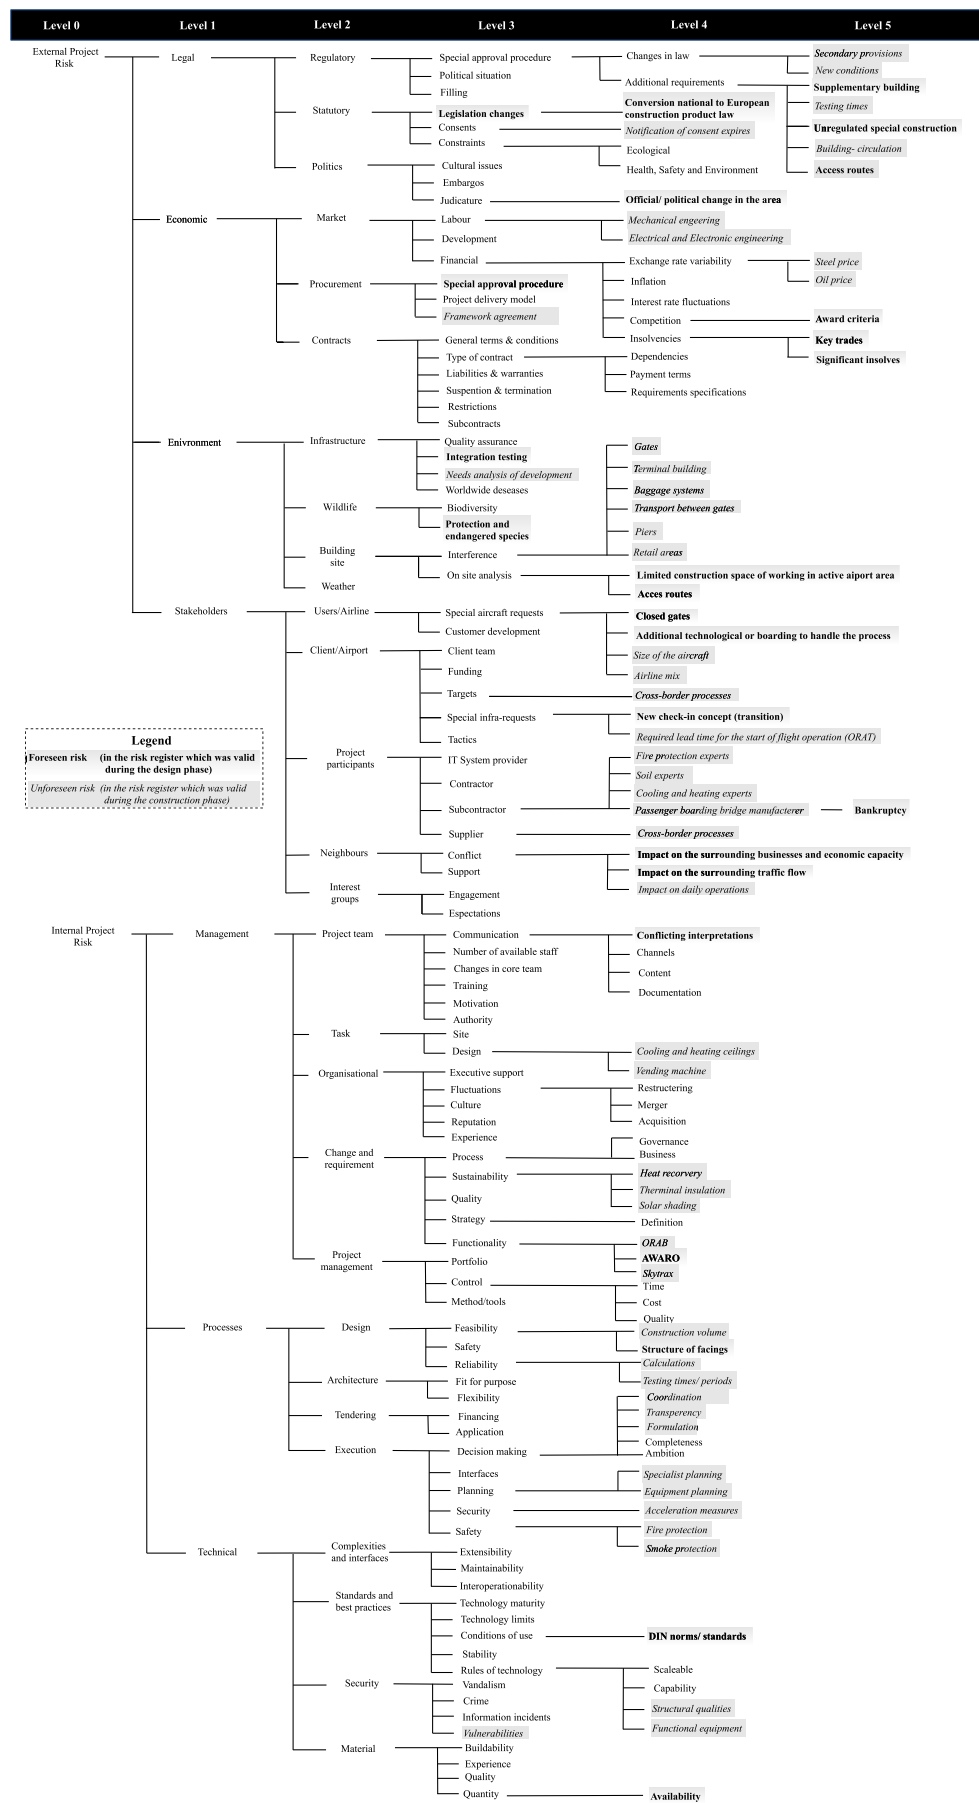 Level 0 Level 1 Level 2 Level 3 Level 4 Level 5
External Project
Risk
Legal
Regulatory
Special approval procedure
Changes in law
Secondary provisions
New conditions
Political situation
Additional requirements
Supplementary building
Filling
Testing times
Statutory
Legislation changes
Conversion national to European
construction product law
Unregulated special construction
Consents
Notification of consent expires
Constraints
Ecological
Building- circulation
Politics
Cultural issues
Health, Safety and Environment
Access routes
Embargos
Judicature
Official/ political change in the area
Economic
Market
Labour
Mechanical engeering
Development
Electrical and Electronic engineering
Financial
Exchange rate variability
Steel price
Inflation
Oil price
Procurement
Special approval procedure
Project delivery model
Interest rate fluctuations
Framework agreement
Competition
Award criteria
Contracts
General terms & conditions
Insolvencies
Key trades
Type of contract
Dependencies
Significant insolves
Liabilities & warranties
Payment terms
Suspention & termination
Requirements specifications
Restrictions
Subcontracts
Enivronment
Infrastructure
Quality assurance
Gates
Integration testing
Needs analysis of development
Terminal building
Worldwide deseases
Baggage systems
Wildlife
Biodiversity
Transport between gates
Protection and
endangered species
Piers
Building
site
Interference
Retail areas
On site analysis
Limited construction space of working in active aiport area
Weather
Acces routes
Stakeholders
Users/Airline
Special aircraft requests
Closed gates
Customer development
Additional technological or boarding to handle the process
Client/Airport
Client team
Size of the aircraft
Funding
Airline mix
Targets
Cross-border processes
Special infra-requests
New check-in concept (transition)
Tactics
Required lead time for the start of flight operation (ORAT)
Legend
Foreseen risk (in the risk register which was valid
during the design phase)
Unforeseen risk (in the risk register which was valid
during the construction phase)
Project
participants
IT System provider
Fire protection experts
Soil experts
Contractor
Cooling and heating experts
Subcontractor
Passenger boarding bridge manufacterer
Bankruptcy
Supplier
Cross-border processes
Neighbours
Conflict
Impact on the surrounding businesses and economic capacity
Support
Impact on the surrounding traffic flow
Interest
groups
Engagement
Impact on daily operations
Espectations
Internal Project
Risk
Management
Project team
Communication
Conflicting interpretations
Number of available staff
Channels
Changes in core team
Content
Training
Documentation
Motivation
Authority
Task
Site
Design
Cooling and heating ceilings
Vending machine
Organisational
Executive support
Fluctuations
Restructering
Culture
Merger
Reputation
Acquisition
Experience
Change and
requirement
Process
Governance
Business
Sustainability
Heat recorvery
Therminal insulation
Quality
Solar shading
Strategy
Definition
Functionality
ORAB
AWARO
Skytrax
Project
management
Portfolio
Control
Time
Method/tools
Cost
Quality
Processes
Design
Feasibility
Construction volume
Safety
Structure of facings
Reliability
Calculations
Testing times/ periods
Architecture
Fit for purpose
Flexibility
Coordination
Tendering
Financing
Transperency
Application
Formulation
Completeness
Execution
Decision making
Ambition
Interfaces
Specialist planning
Planning
Equipment planning
Security
Acceleration measures
Safety
Fire protection
Smoke protection
Technical
Complexities
and interfaces
Extensibility
Maintainability
Interoperationability
Standards and
best practices
Technology maturity
Technology limits
Conditions of use
DIN norms/ standards
Stability
Rules of technology
Scaleable
Security
Vandalism
Capability
Crime
Structural qualities
Information incidents
Functional equipment
Vulnerabilities
Material
Buildability
Experience
Quality
Quantity
Availability